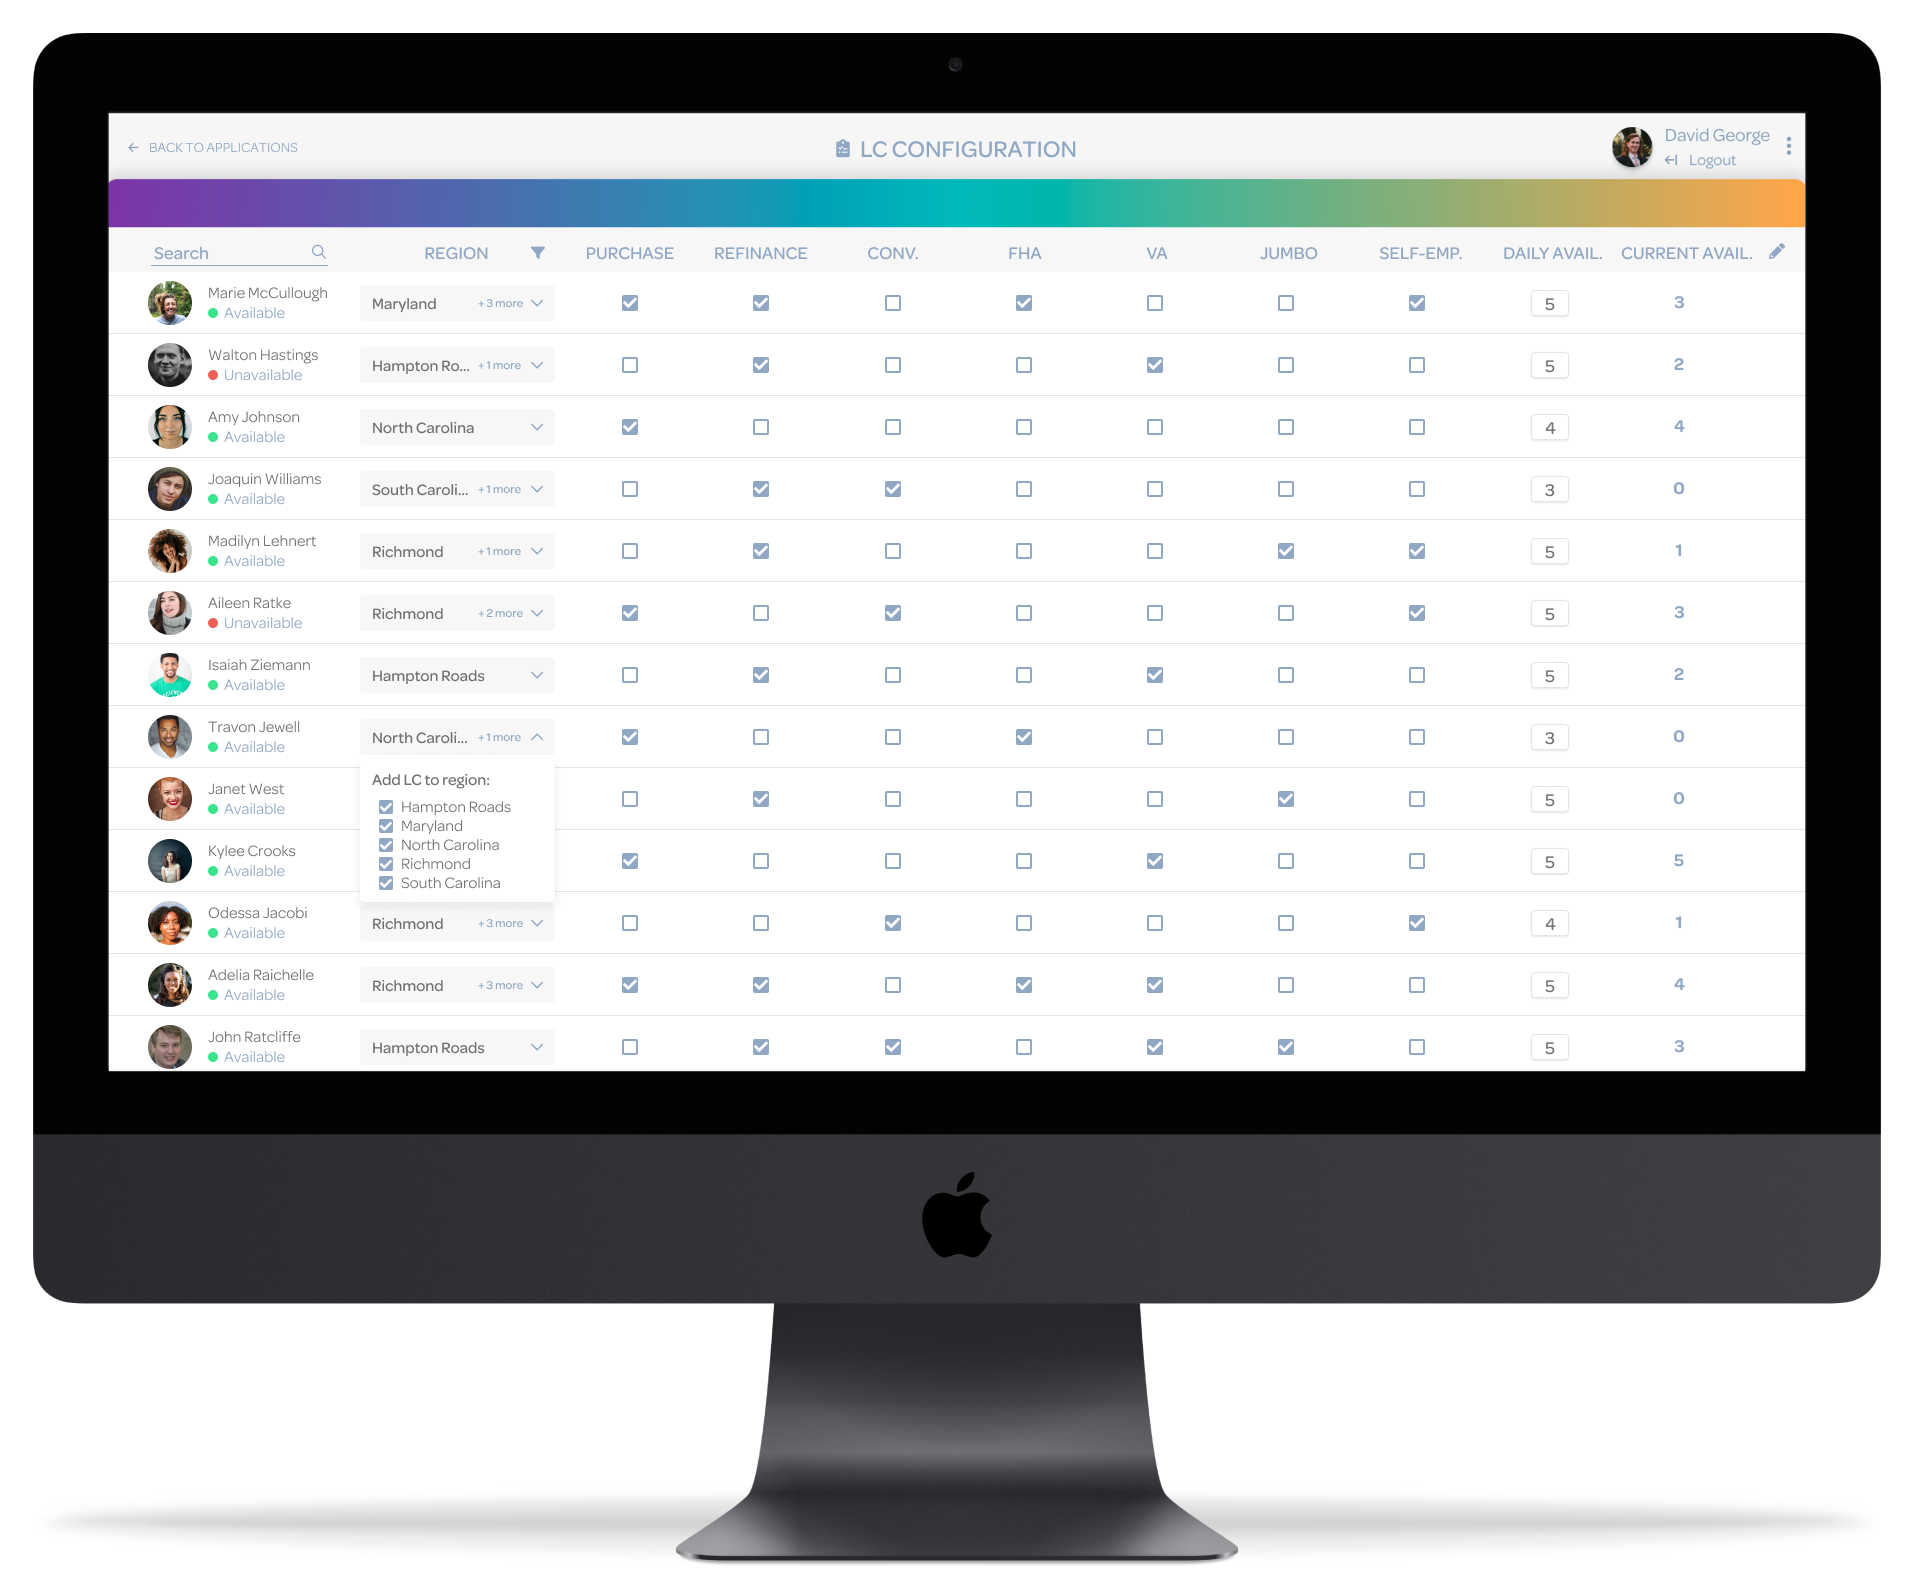 BACK TO APPLICATIONS
LC CONFIGURATION
David George
Logout
Search REGION PURCHASE REFINANCE CONV. FHA VA JUMBO SELF-EMP. DAILY AVAIL. CURRENT AVAIL.
Marie McCullough
Available
Maryland +3 more 5 3
Walton Hastings
Unavailable
Hampton Ro... +1 more 5 2
Amy Johnson
Available
North Carolina 4 4
Joaquin Williams
Available
South Caroli... +1 more 3 0
Madilyn Lehnert
Available
Richmond +1 more 5 1
Aileen Ratke
Unavailable
Richmond +2 more 5 3
Isaiah Ziemann
Available
Hampton Roads 5 2
Travon Jewell
Available
North Caroli... +1 more 3 0
Add LC to region:
Hampton Roads
Maryland
North Carolina
Richmond
South Carolina
Janet West
Available
5 0
Kylee Crooks
Available
5 5
Odessa Jacobi
Available
Richmond +3 more 4 1
Adelia Raichelle
Available
Richmond +3 more 5 4
John Ratcliffe
Available
Hampton Roads 5 3